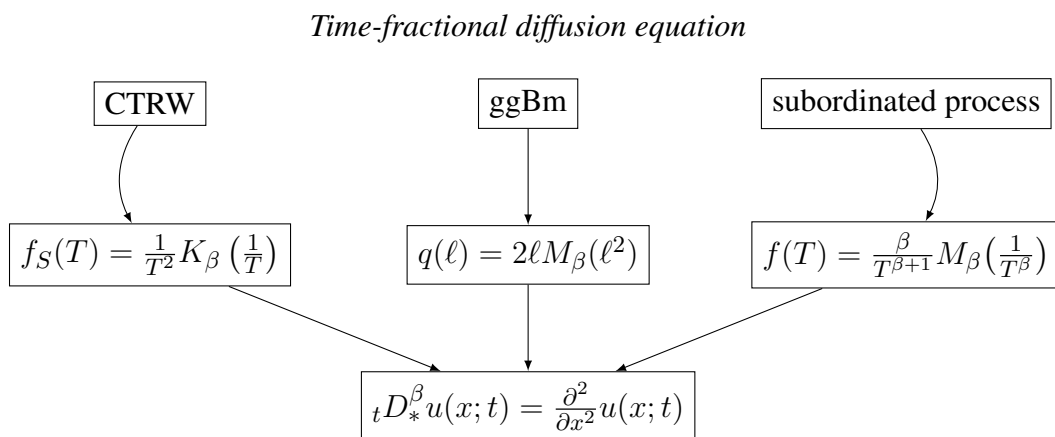 Time-fractional diffusion equation
CTRW ggBm subordinated process
$f_S(T) = \frac{1}{T^2} K_\beta \left( \frac{1}{T} \right)$ $q(\ell) = 2\ell M_\beta(\ell^2)$ $f(T) = \frac{\beta}{T^{\beta+1}} M_\beta \left( \frac{1}{T^\beta} \right)$
${}_tD_*^\beta u(x;t) = \frac{\partial^2}{\partial x^2} u(x;t)$